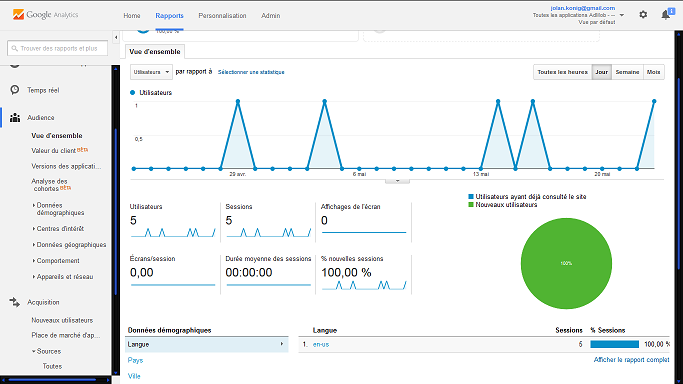 Google Analytics
Home
Rapports
Personnalisation
Admin
jolan.konig@gmail.com
Toutes les applications AdMob - --
Vue par défaut
1
100,00 %
Trouver des rapports et plus
Vue d'ensemble
Utilisateurs
par rapport à
Sélectionner une statistique
Toutes les heures
Jour
Semaine
Mois
Utilisateurs
1
0,5
29 avr.
6 mai
13 mai
20 mai
Temps réel
Audience
Vue d'ensemble
Valeur du client BÊTA
Versions des applicati...
Analyse des
cohortes BÊTA
Données
démographiques
Centres d'intérêt
Données géographiques
Comportement
Appareils et réseau
Acquisition
Nouveaux utilisateurs
Place de marché d'ap...
Sources
Toutes
Utilisateurs
5
Sessions
5
Affichages de l'écran
0
Écrans/session
0,00
Durée moyenne des sessions
00:00:00
% nouvelles sessions
100,00 %
Utilisateurs ayant déjà consulté le site
Nouveaux utilisateurs
100%
Données démographiques
Langue
Pays
Ville
Langue
Sessions
% Sessions
1. en-us
5
100,00 %
Afficher le rapport complet